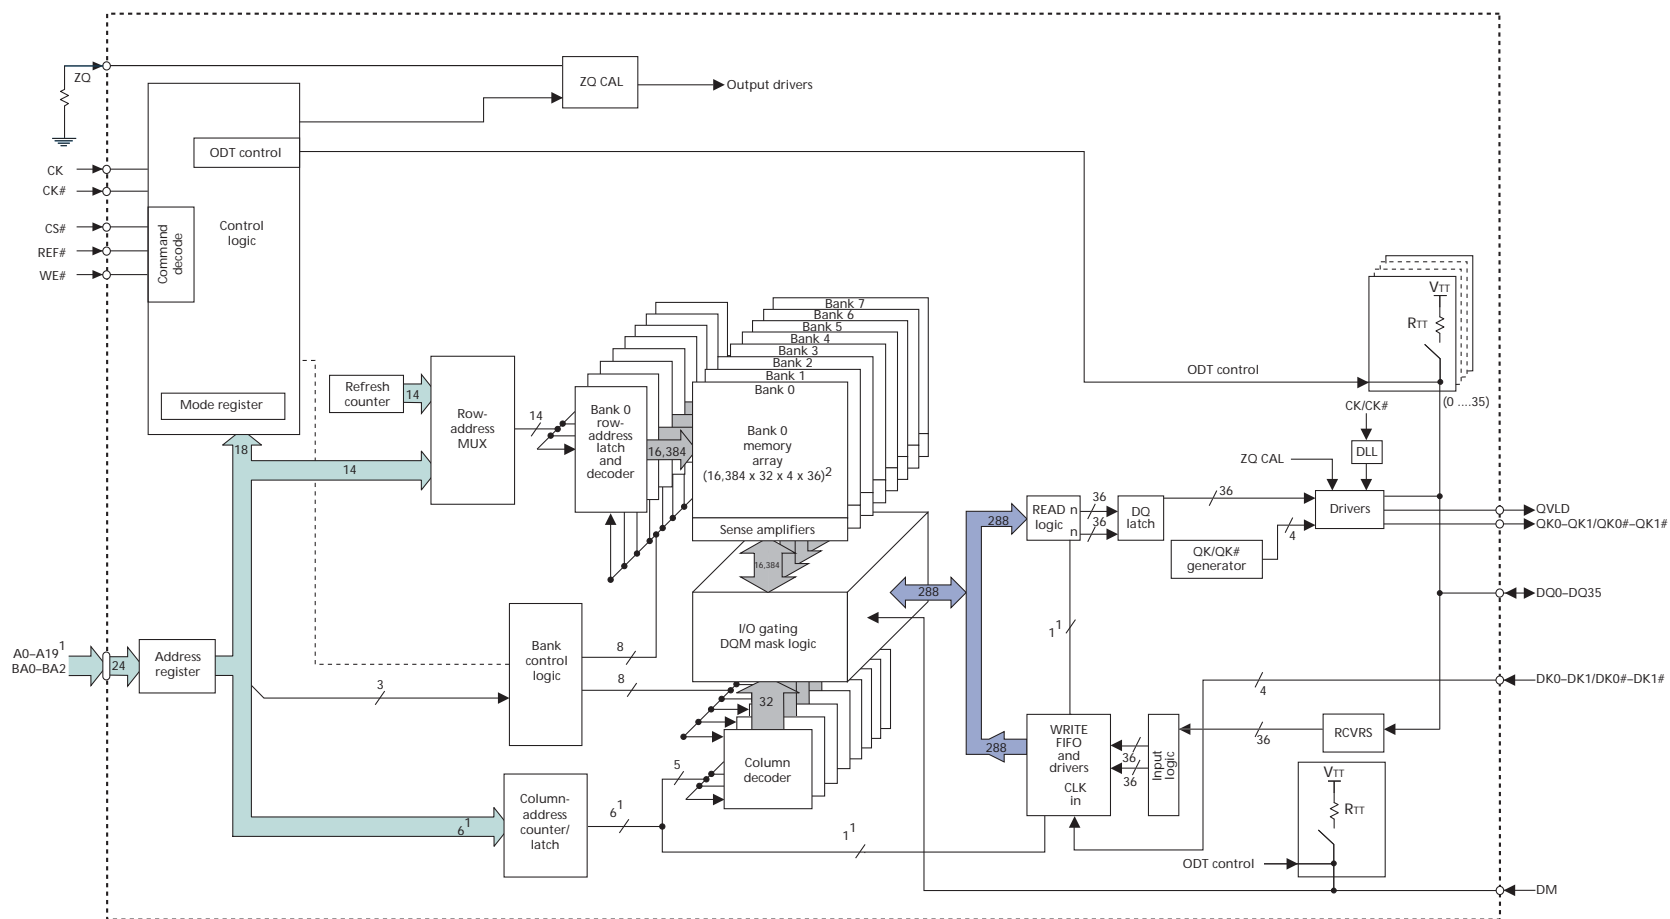 ZQ
ZQ CAL
Output drivers
ODT control
CK
CK#
CS#
REF#
WE#
Command
decode
Control
logic
Mode register
18
Refresh
counter
14
14
Row-
address
MUX
14
Bank 0
row-
address
latch
and
decoder
16,384
Bank 7
Bank 6
Bank 5
Bank 4
Bank 3
Bank 2
Bank 1
Bank 0
Bank 0
memory
array
(16,384 x 32 x 4 x 36)2
Sense amplifiers
16,384
I/O gating
DQM mask logic
32
Column
decoder
A0–A191
BA0–BA2
24
Address
register
3
Bank
control
logic
8
8
61
Column-
address
counter/
latch
61
5
11
288
288
288
READ
logic
n
n
36
36
DQ
latch
36
11
WRITE
FIFO
and
drivers
CLK
in
36
36
Input
logic
36
RCVRS
4
ODT control
VTT
RTT
(0 ....35)
CK/CK#
DLL
ZQ CAL
Drivers
QK/QK#
generator
4
QVLD
QK0–QK1/QK0#–QK1#
DQ0–DQ35
DK0–DK1/DK0#–DK1#
VTT
RTT
ODT control
DM